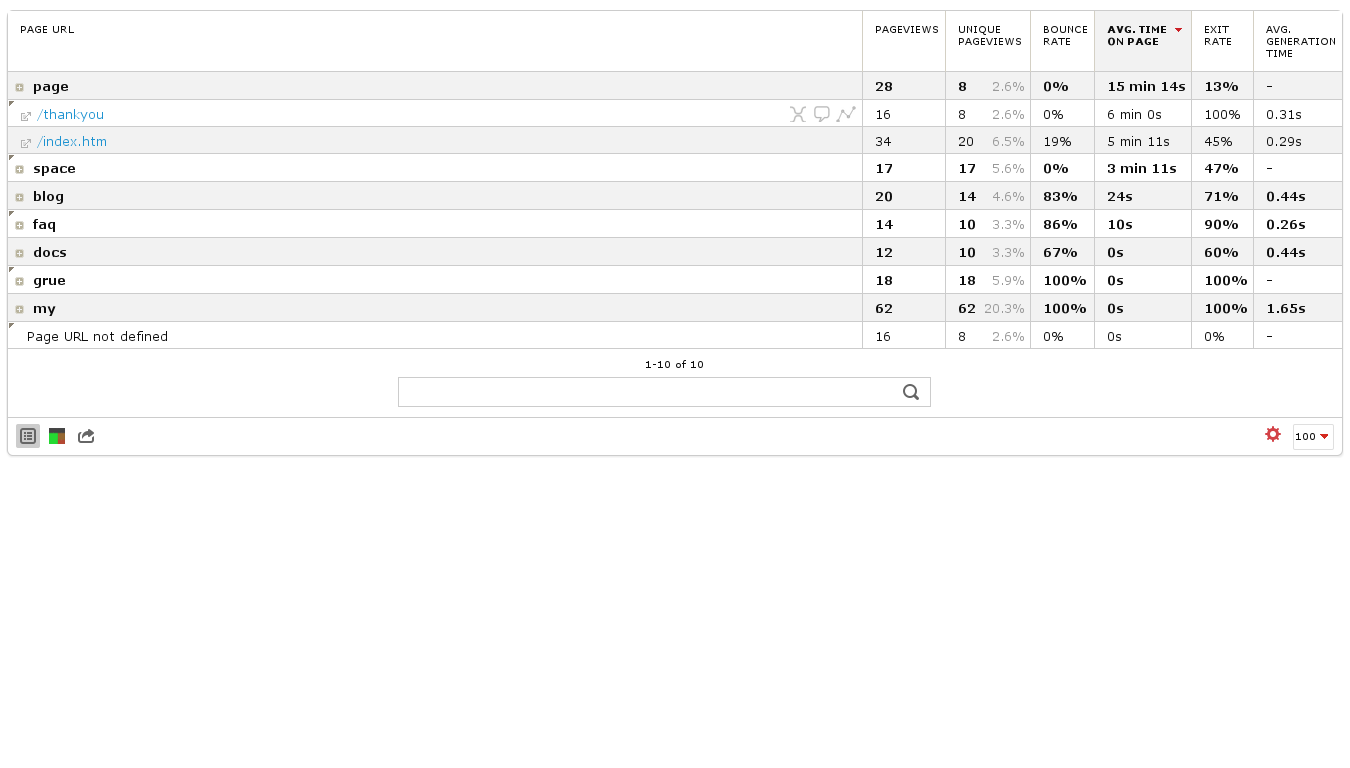 PAGE URL PAGEVIEWS UNIQUE PAGEVIEWS BOUNCE RATE AVG. TIME ON PAGE EXIT RATE AVG. GENERATION TIME
page 28 8 2.6% 0% 15 min 14s 13% -
/thankyou 16 8 2.6% 0% 6 min 0s 100% 0.31s
/index.htm 34 20 6.5% 19% 5 min 11s 45% 0.29s
space 17 17 5.6% 0% 3 min 11s 47% -
blog 20 14 4.6% 83% 24s 71% 0.44s
faq 14 10 3.3% 86% 10s 90% 0.26s
docs 12 10 3.3% 67% 0s 60% 0.44s
grue 18 18 5.9% 100% 0s 100% -
my 62 62 20.3% 100% 0s 100% 1.65s
Page URL not defined 16 8 2.6% 0% 0s 0% -
1-10 of 10
100